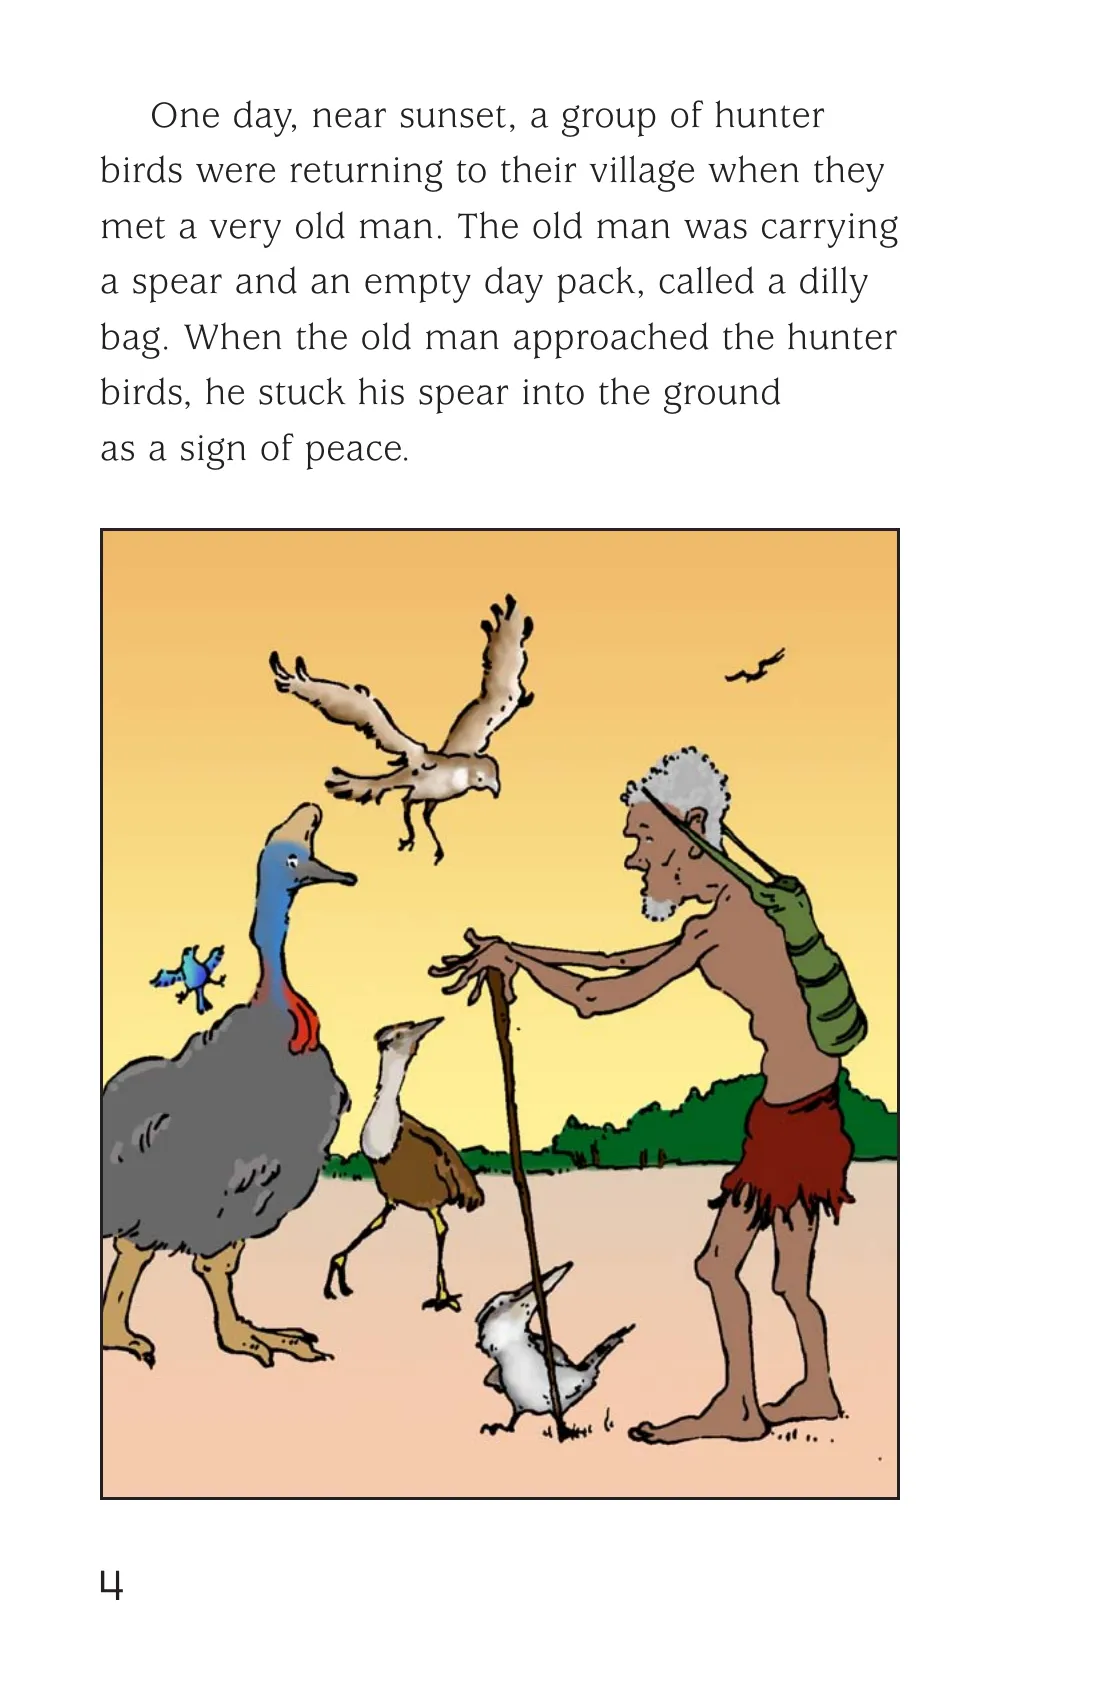 One day, near sunset, a group of hunter
birds were returning to their village when they
met a very old man. The old man was carrying
a spear and an empty day pack, called a dilly
bag. When the old man approached the hunter
birds, he stuck his spear into the ground
as a sign of peace.
4